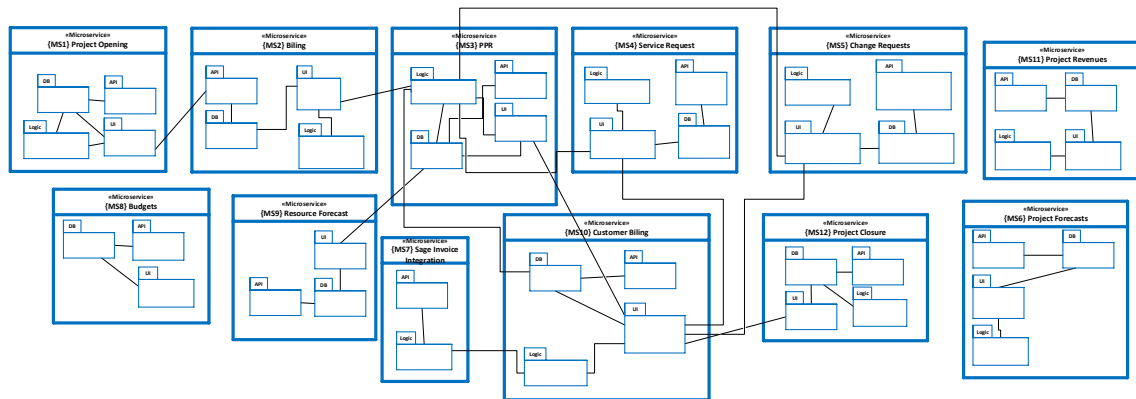 «Microservice»
{MS1} Project Opening
DB
API
Logic
UI
«Microservice»
{MS2} Biling
API
UI
DB
Logic
«Microservice»
{MS3} PPR
Logic
API
UI
DB
«Microservice»
{MS4} Service Request
Logic
API
UI
DB
«Microservice»
{MS5} Change Requests
Logic
API
UI
DB
«Microservice»
{MS11} Project Revenues
API
DB
Logic
UI
«Microservice»
{MS8} Budgets
DB
API
UI
«Microservice»
{MS9} Resource Forecast
UI
API
DB
«Microservice»
{MS7} Sage Invoice
Integration
API
Logic
«Microservice»
{MS10} Customer Biling
DB
API
UI
Logic
«Microservice»
{MS12} Project Closure
DB
API
UI
Logic
«Microservice»
{MS6} Project Forecasts
API
DB
UI
Logic